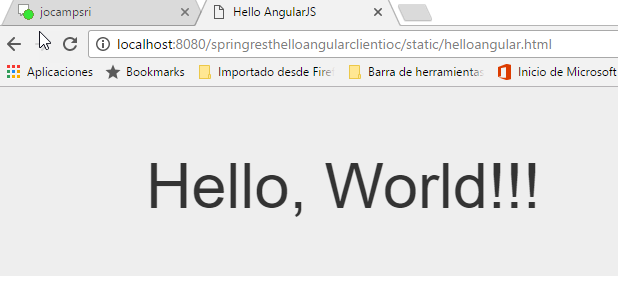 jocampsri
Hello AngularJS
localhost:8080/springresthelloangularclientioc/static/helloangular.html
Aplicaciones Bookmarks Importado desde Firef Barra de herramientas Inicio de Microsoft
Hello, World!!!